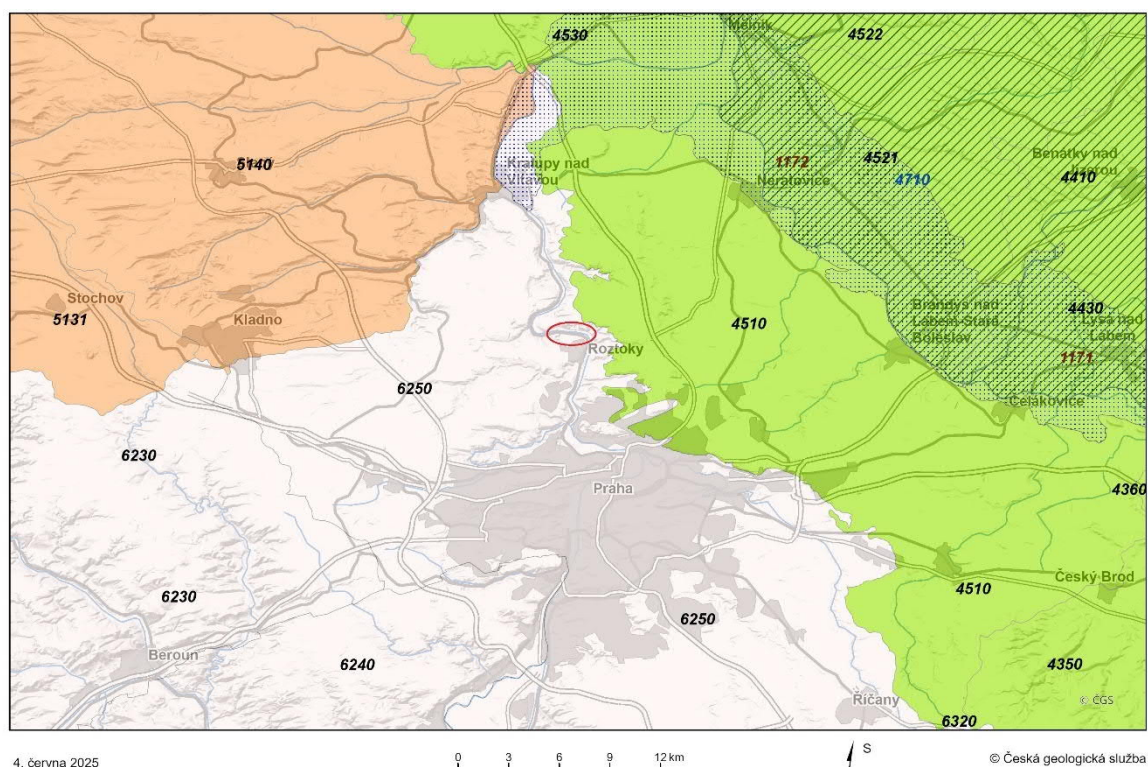 Mělník
4530
4522
5140
Kralupy nad
Vltavou
1172
Neratovice
4521
4710
Benátky nad
Jizerou
4410
Stochov
5131
Kladno
4510
Brandýs nad
Labem-Stará
Boleslav
4430
Lysá nad
Labem
1171
Roztoky
6250
Čelákovice
6230
Praha
4360
6230
Český Brod
4510
6250
Beroun
6240
4350
Říčany
© ČGS
6320
4. června 2025
0 3 6 9 12 km
S
© Česká geologická služba